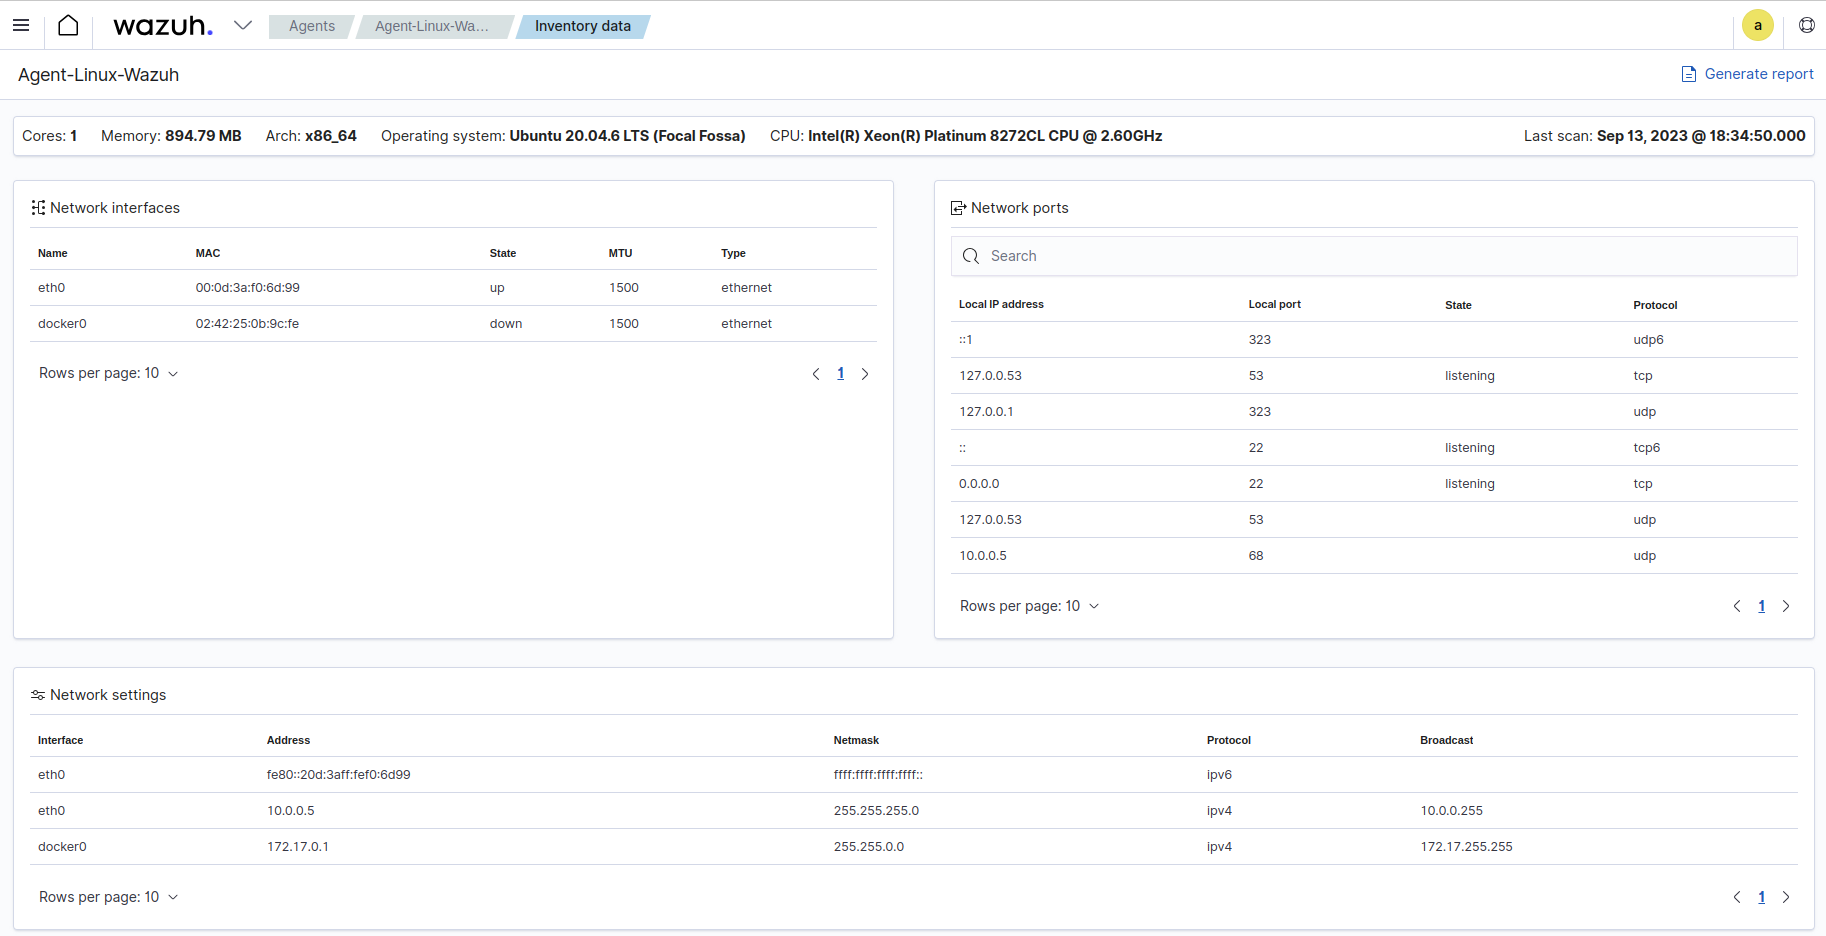 wazuh. Agents Agent-Linux-Wa... Inventory data a
Agent-Linux-Wazuh Generate report
Cores: 1 Memory: 894.79 MB Arch: x86_64 Operating system: Ubuntu 20.04.6 LTS (Focal Fossa) CPU: Intel(R) Xeon(R) Platinum 8272CL CPU @ 2.60GHz Last scan: Sep 13, 2023 @ 18:34:50.000
Network interfaces
Name MAC State MTU Type
eth0 00:0d:3a:f0:6d:99 up 1500 ethernet
docker0 02:42:25:0b:9c:fe down 1500 ethernet
Rows per page: 10 1
Network ports
Search
Local IP address Local port State Protocol
::1 323 udp6
127.0.0.53 53 listening tcp
127.0.0.1 323 udp
:: 22 listening tcp6
0.0.0.0 22 listening tcp
127.0.0.53 53 udp
10.0.0.5 68 udp
Rows per page: 10 1
Network settings
Interface Address Netmask Protocol Broadcast
eth0 fe80::20d:3aff:fef0:6d99 ffff:ffff:ffff:ffff:: ipv6
eth0 10.0.0.5 255.255.255.0 ipv4 10.0.0.255
docker0 172.17.0.1 255.255.0.0 ipv4 172.17.255.255
Rows per page: 10 1